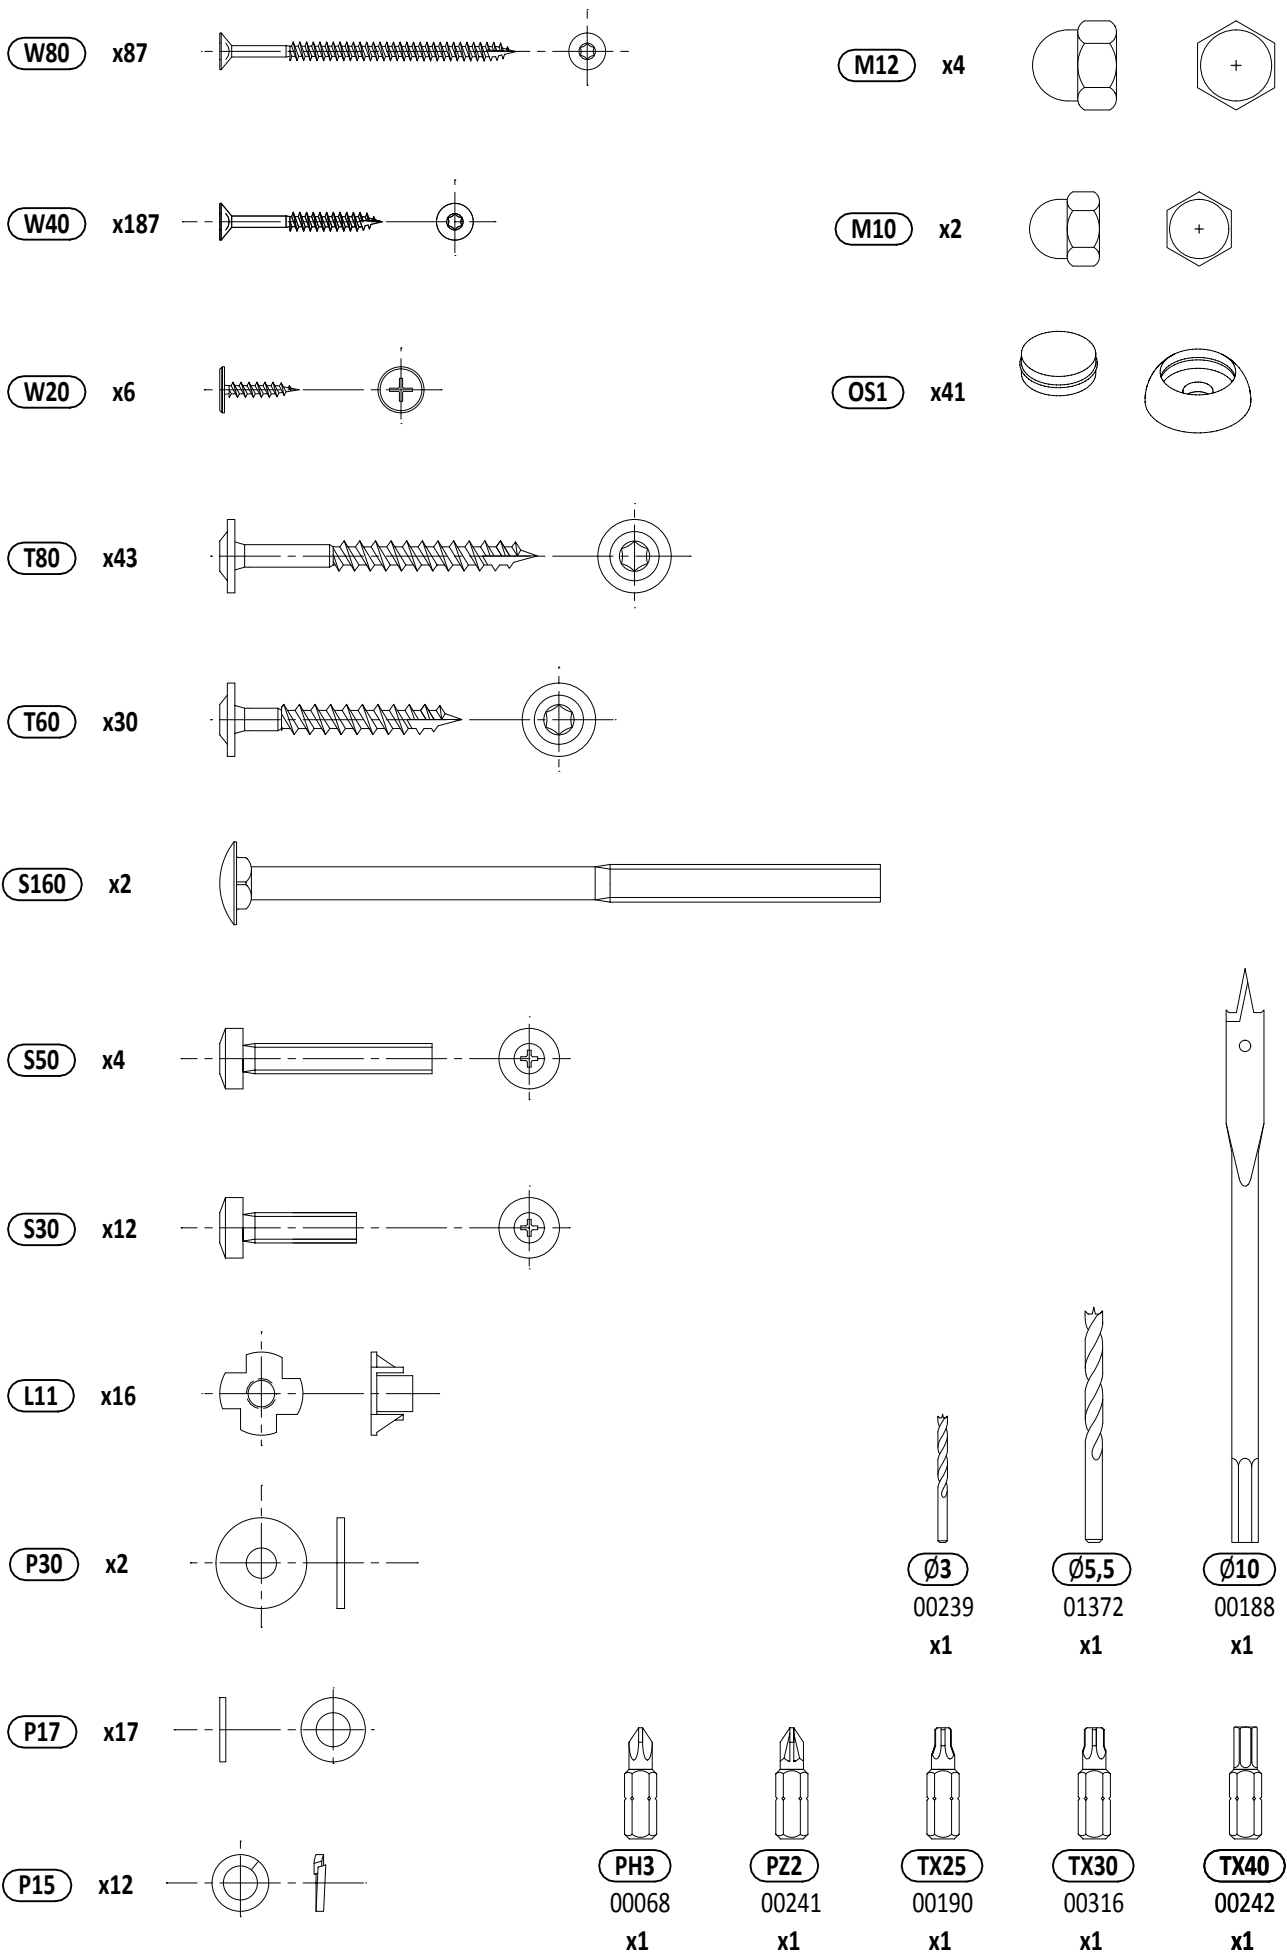 W80 x87
W40 x187
W20 x6
T80 x43
T60 x30
S160 x2
S50 x4
S30 x12
L11 x16
P30 x2
P17 x17
P15 x12
M12 x4
M10 x2
OS1 x41
Ø3 Ø5,5 Ø10
00239 01372 00188
x1 x1 x1
PH3 PZ2 TX25 TX30 TX40
00068 00241 00190 00316 00242
x1 x1 x1 x1 x1